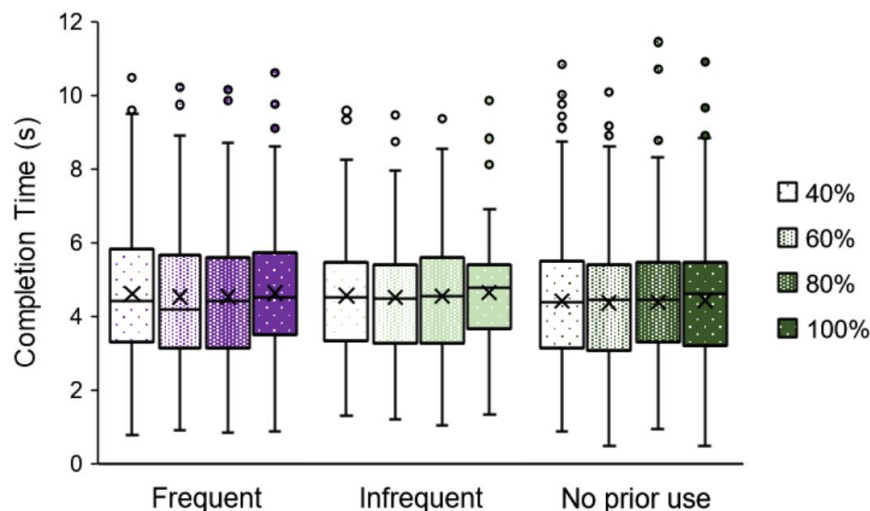 Completion Time (s)
12
10
8
6
4
2
0
Frequent
Infrequent
No prior use
40%
60%
80%
100%